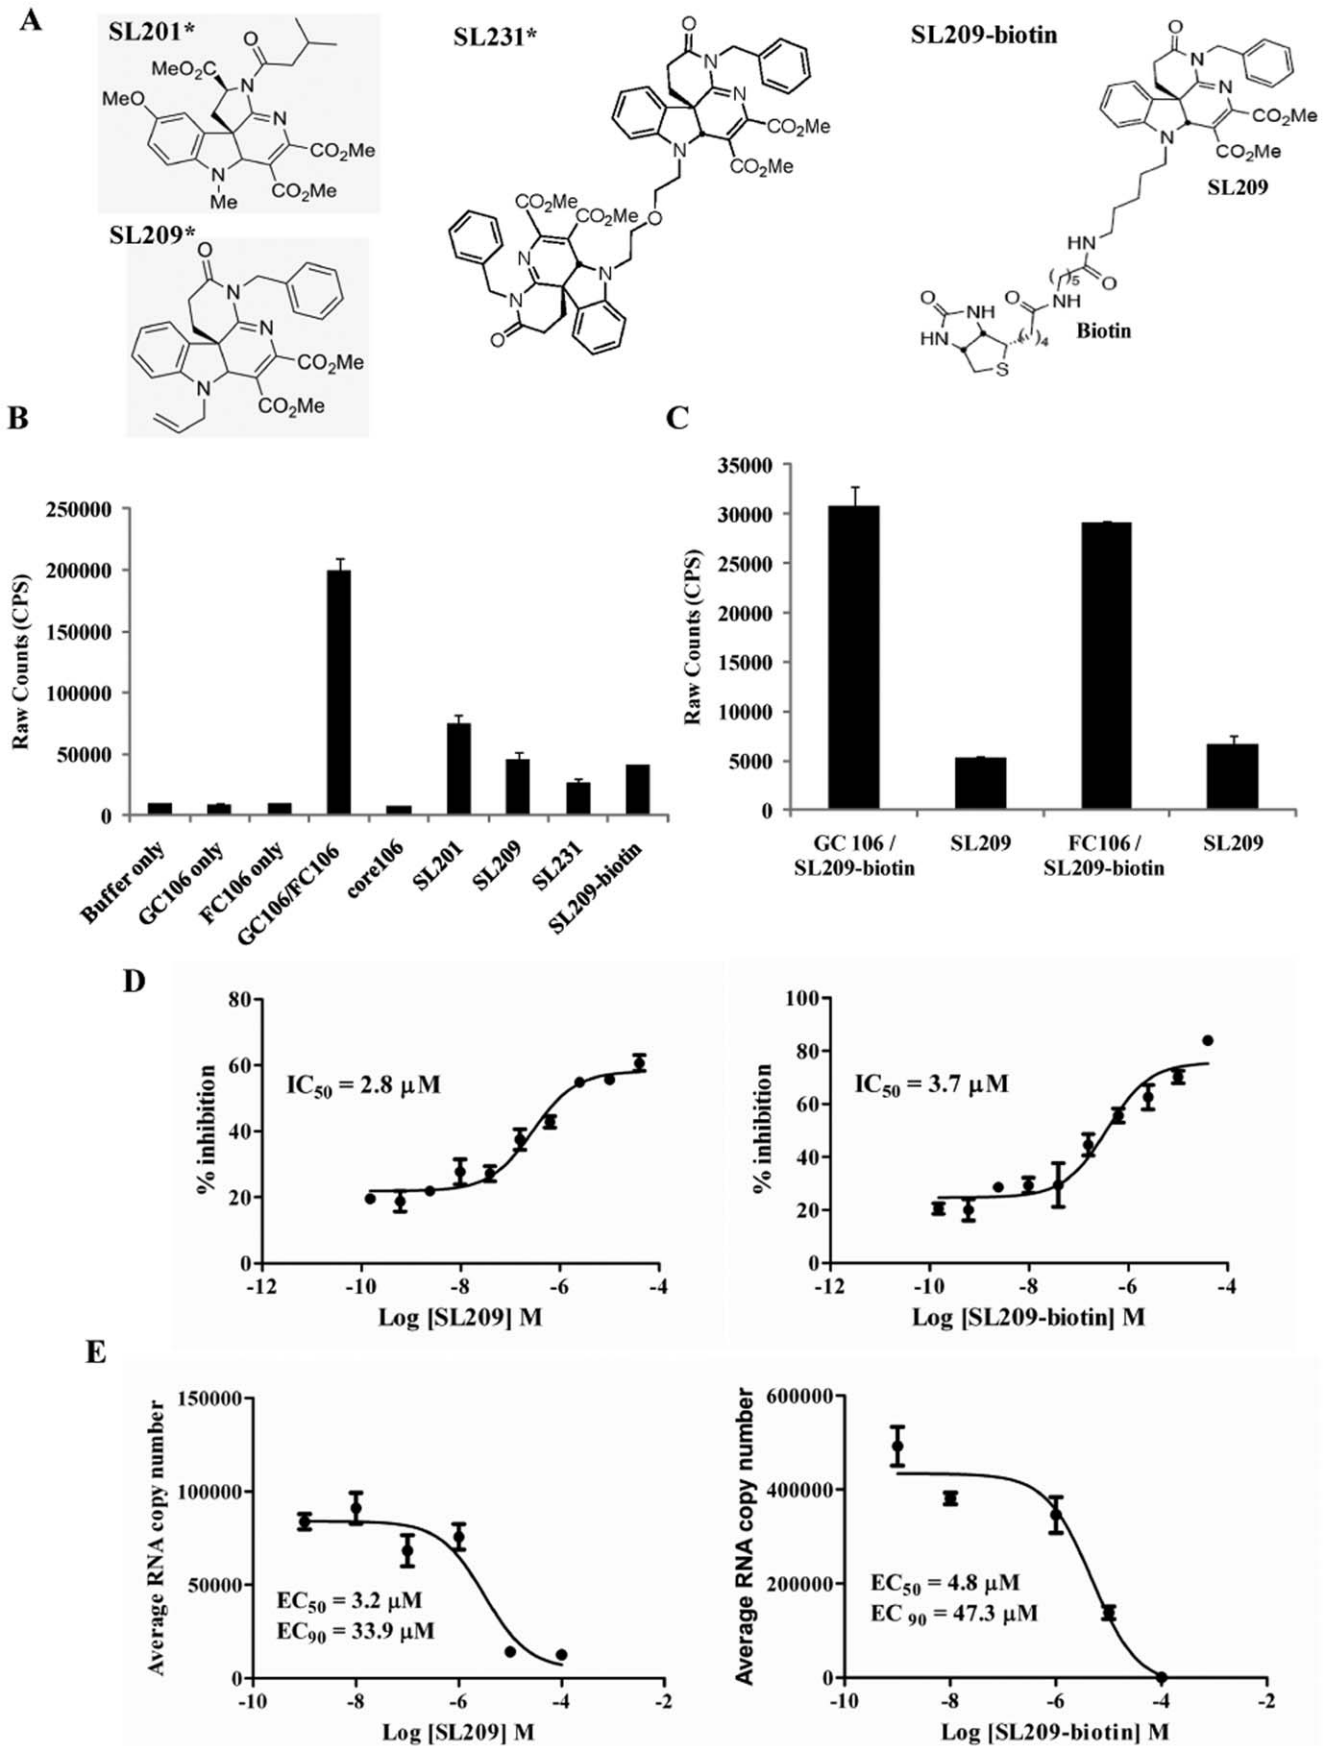 A
SL201*
O
MeO₂C
N
MeO
N
CO₂Me
N
CO₂Me
Me
SL209*
O
N
N
CO₂Me
N
CO₂Me
SL231*
O
N
N
CO₂Me
N
CO₂Me
O
CO₂Me
CO₂Me
N
N
N
O
SL209-biotin
O
N
N
CO₂Me
N
CO₂Me
SL209
HN
( )5
O
O
NH
O
NH
HN
( )4
S
Biotin
B
Raw Counts (CPS)
250000
200000
150000
100000
50000
0
Buffer only
GC106 only
FC106 only
GC106/FC106
core106
SL201
SL209
SL231
SL209-biotin
C
Raw Counts (CPS)
35000
30000
25000
20000
15000
10000
5000
0
GC 106 /
SL209-biotin
SL209
FC106 /
SL209-biotin
SL209
D
% inhibition
80
60
40
20
0
IC₅₀ = 2.8 μM
-12 -10 -8 -6 -4
Log [SL209] M
% inhibition
100
80
60
40
20
0
IC₅₀ = 3.7 μM
-12 -10 -8 -6 -4
Log [SL209-biotin] M
E
Average RNA copy number
150000
100000
50000
0
EC₅₀ = 3.2 μM
EC₉₀ = 33.9 μM
-10 -8 -6 -4 -2
Log [SL209] M
Average RNA copy number
600000
400000
200000
0
EC₅₀ = 4.8 μM
EC ₉₀ = 47.3 μM
-10 -8 -6 -4 -2
Log [SL209-biotin] M